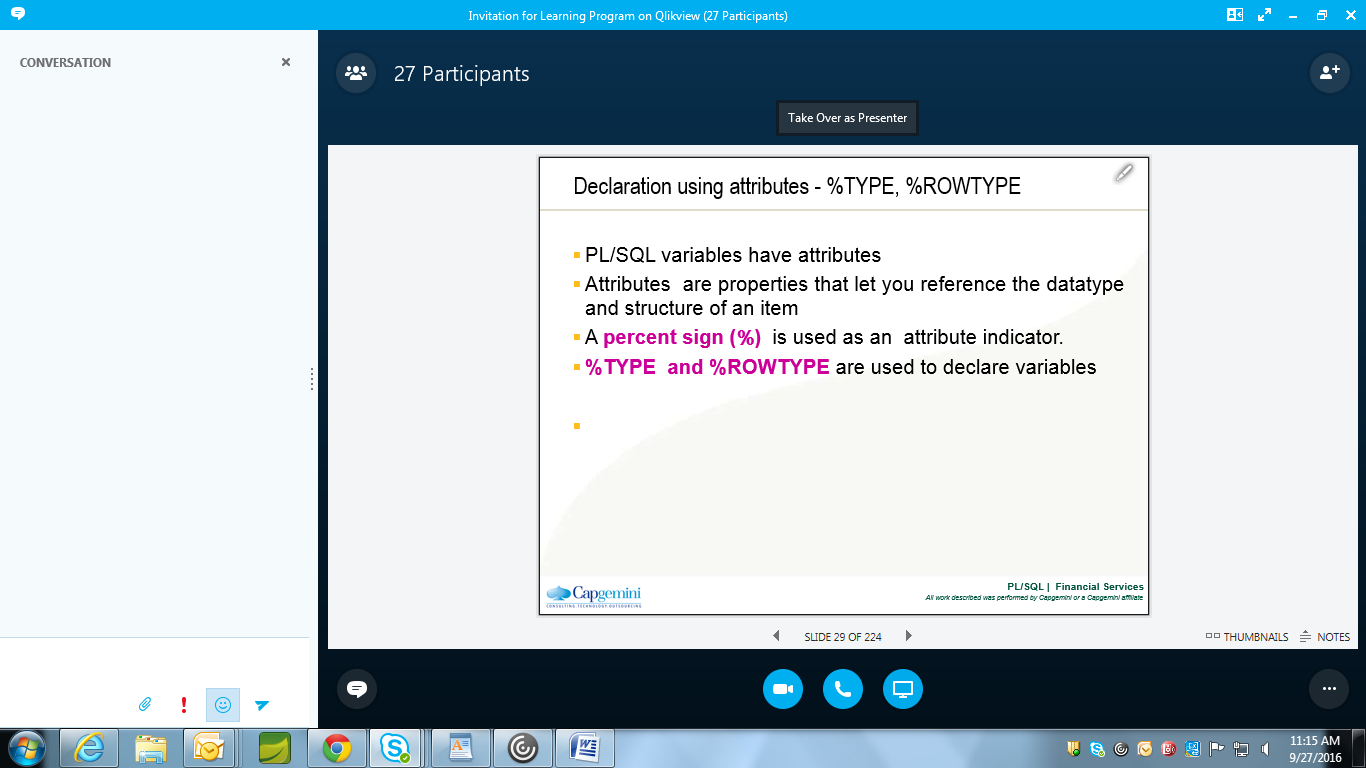 Invitation for Learning Program on Qlikview (27 Participants)
CONVERSATION
27 Participants
Take Over as Presenter
Declaration using attributes - %TYPE, %ROWTYPE
PL/SQL variables have attributes
Attributes are properties that let you reference the datatype
and structure of an item
A percent sign (%) is used as an attribute indicator.
%TYPE and %ROWTYPE are used to declare variables
Capgemini
CONSULTING.TECHNOLOGY.OUTSOURCING
PL/SQL | Financial Services
All work described was performed by Capgemini or a Capgemini affiliate
SLIDE 29 OF 224
THUMBNAILS
NOTES
11:15 AM
9/27/2016